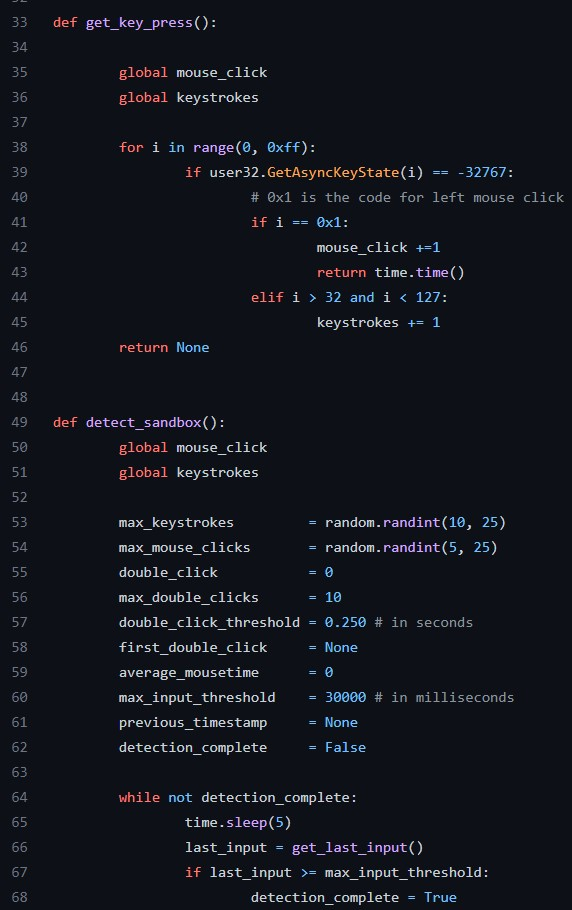 33 def get_key_press():
34
35         global mouse_click
36         global keystrokes
37
38         for i in range(0, 0xff):
39                 if user32.GetAsyncKeyState(i) == -32767:
40                         # 0x1 is the code for left mouse click
41                         if i == 0x1:
42                                 mouse_click +=1
43                                 return time.time()
44                         elif i > 32 and i < 127:
45                                 keystrokes += 1
46         return None
47
48
49 def detect_sandbox():
50         global mouse_click
51         global keystrokes
52
53         max_keystrokes         = random.randint(10, 25)
54         max_mouse_clicks       = random.randint(5, 25)
55         double_click           = 0
56         max_double_clicks      = 10
57         double_click_threshold = 0.250 # in seconds
58         first_double_click     = None
59         average_mousetime      = 0
60         max_input_threshold    = 30000 # in milliseconds
61         previous_timestamp     = None
62         detection_complete     = False
63
64         while not detection_complete:
65                 time.sleep(5)
66                 last_input = get_last_input()
67                 if last_input >= max_input_threshold:
68                         detection_complete = True